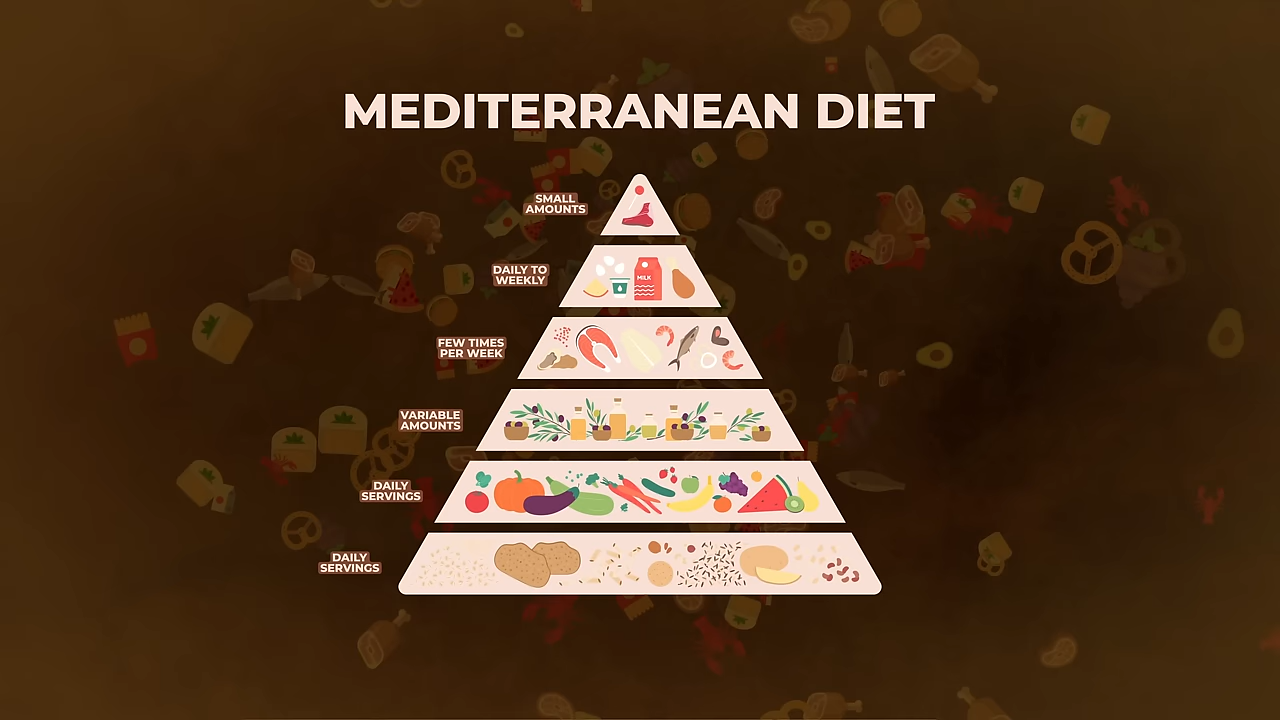 MEDITERRANEAN DIET
SMALL
AMOUNTS
DAILY TO
WEEKLY
MILK
FEW TIMES
PER WEEK
VARIABLE
AMOUNTS
DAILY
SERVINGS
DAILY
SERVINGS